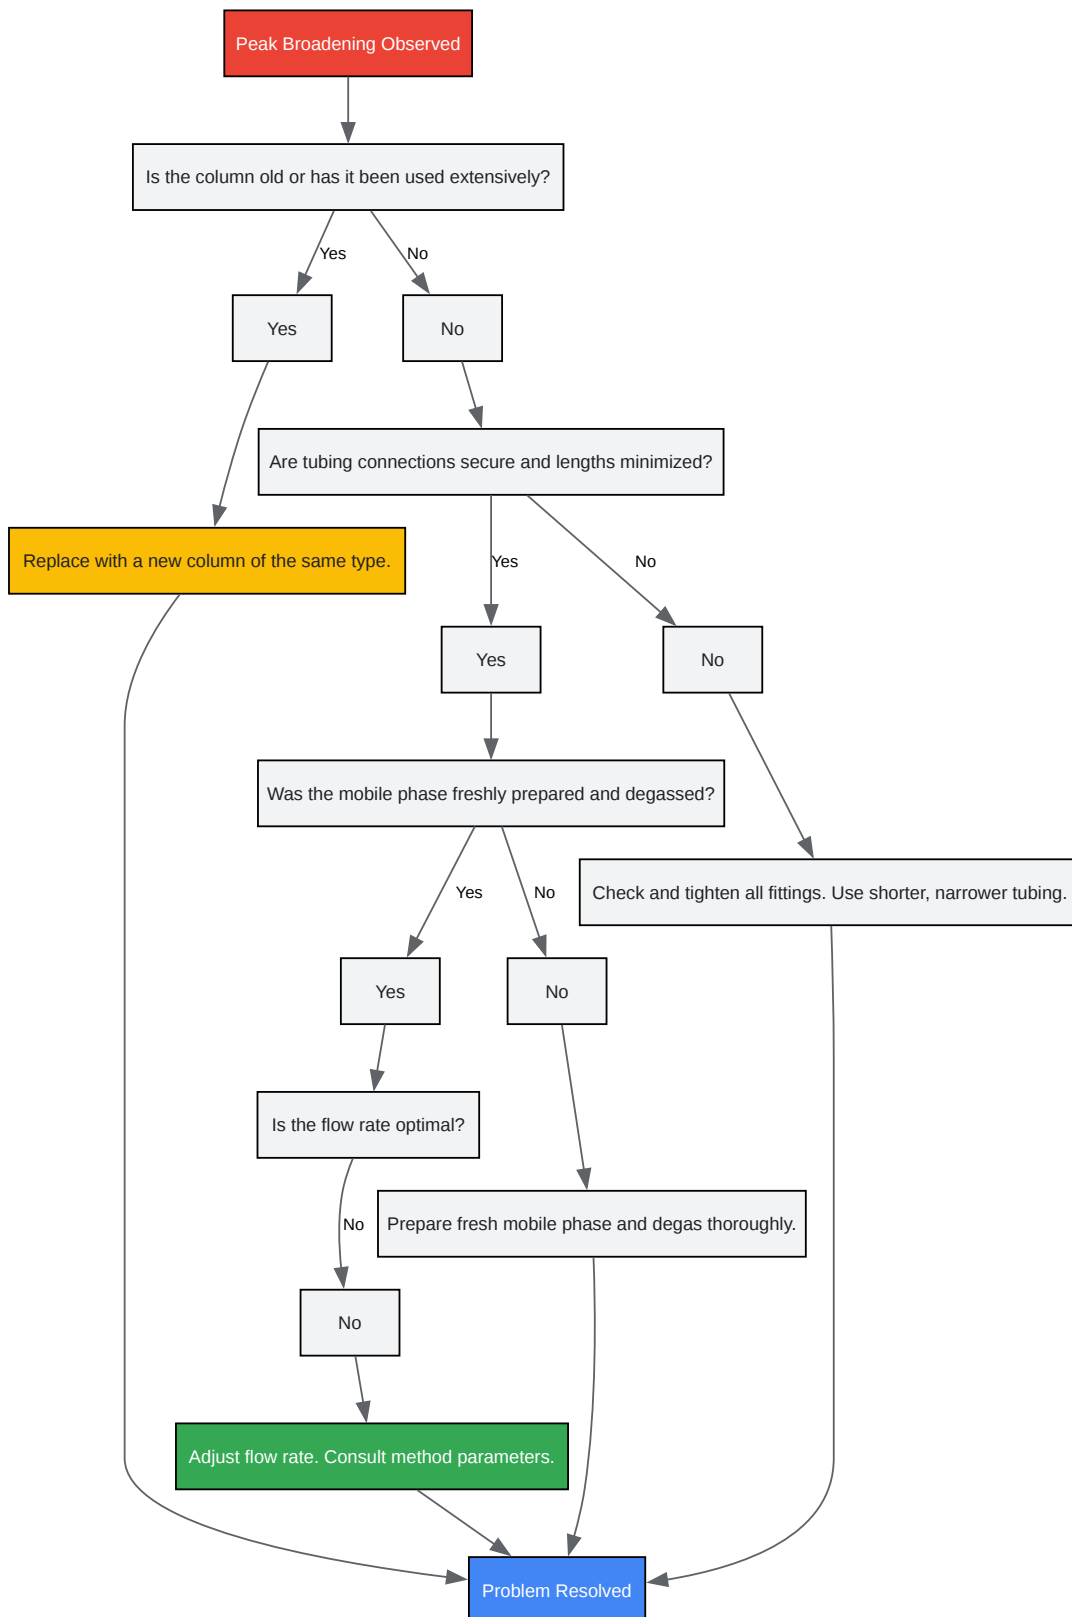 Peak Broadening Observed
Is the column old or has it been used extensively?
Yes
No
Yes
No
Are tubing connections secure and lengths minimized?
Replace with a new column of the same type.
Yes
No
Yes
No
Was the mobile phase freshly prepared and degassed?
Yes
No
Check and tighten all fittings. Use shorter, narrower tubing.
Yes
No
Is the flow rate optimal?
No
Prepare fresh mobile phase and degas thoroughly.
No
Adjust flow rate. Consult method parameters.
Problem Resolved